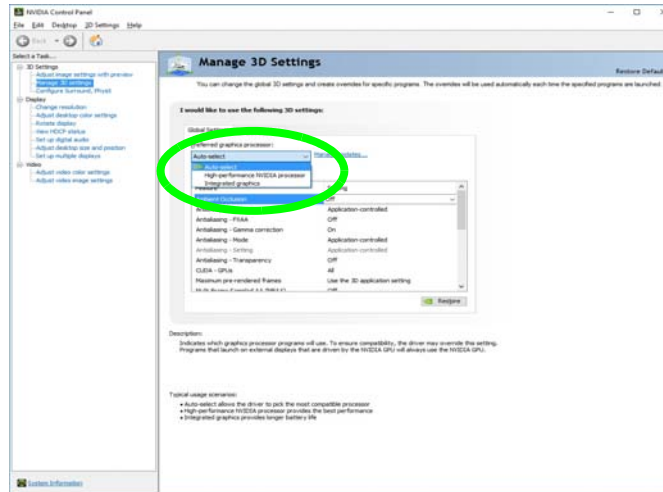 NVIDIA Control Panel
File Edit Desktop 3D Settings Help
Back
Select a Task...
3D Settings
Adjust image settings with preview
Manage 3D settings
Configure Surround, PhysX
Display
Change resolution
Adjust desktop color settings
Rotate display
View HDCP status
Set up digital audio
Adjust desktop size and position
Set up multiple displays
Video
Adjust video color settings
Adjust video image settings
System Information
Manage 3D Settings
Restore Defaul
You can change the global 3D settings and create overrides for specific programs. The overrides will be used automatically each time the specified programs are launched.
I would like to use the following 3D settings:
Global Settings
Preferred graphics processor:
Auto-select
Auto-select
High-performance NVIDIA processor
Integrated graphics
Feature
Ambient Occlusion Off
Application-controlled
Antialiasing - FXAA Off
Antialiasing - Gamma correction On
Antialiasing - Mode Application-controlled
Antialiasing - Setting Application-controlled
Antialiasing - Transparency Off
CUDA - GPUs All
Maximum pre-rendered frames Use the 3D application setting
Restore
Description:
Indicates which graphics processor programs will use. To ensure compatibility, the driver may override this setting.
Programs that launch on external displays that are driven by the NVIDIA GPU will always use the NVIDIA GPU.
Typical usage scenarios:
• Auto-select allows the driver to pick the most compatible processor
• High-performance NVIDIA processor provides the best performance
• Integrated graphics provides longer battery life